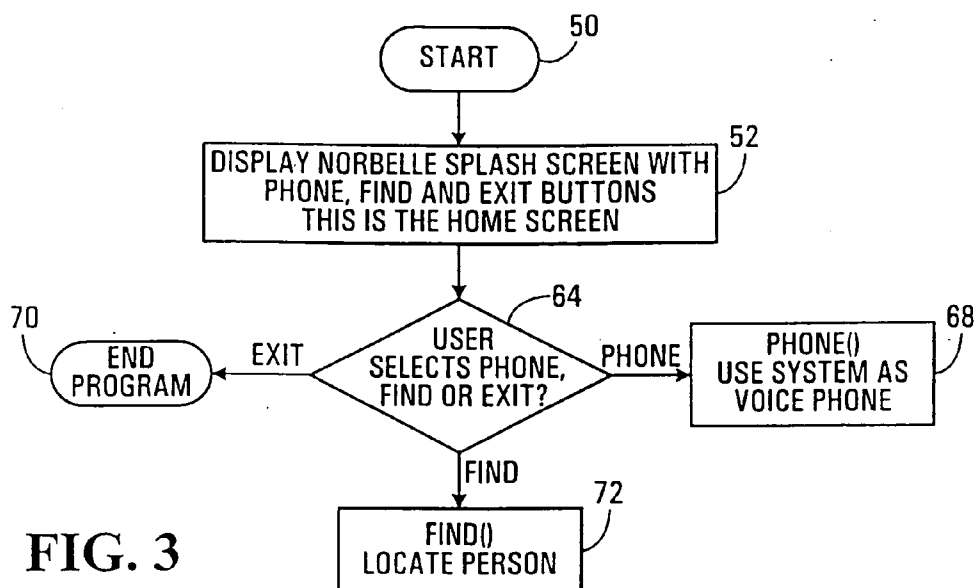 50
START
52
DISPLAY NORBELLE SPLASH SCREEN WITH
PHONE, FIND AND EXIT BUTTONS
THIS IS THE HOME SCREEN
64
70
68
USER
SELECTS PHONE,
FIND OR EXIT?
EXIT
END
PROGRAM
PHONE
PHONE()
USE SYSTEM AS
VOICE PHONE
FIND
72
FIND()
LOCATE PERSON
FIG. 3